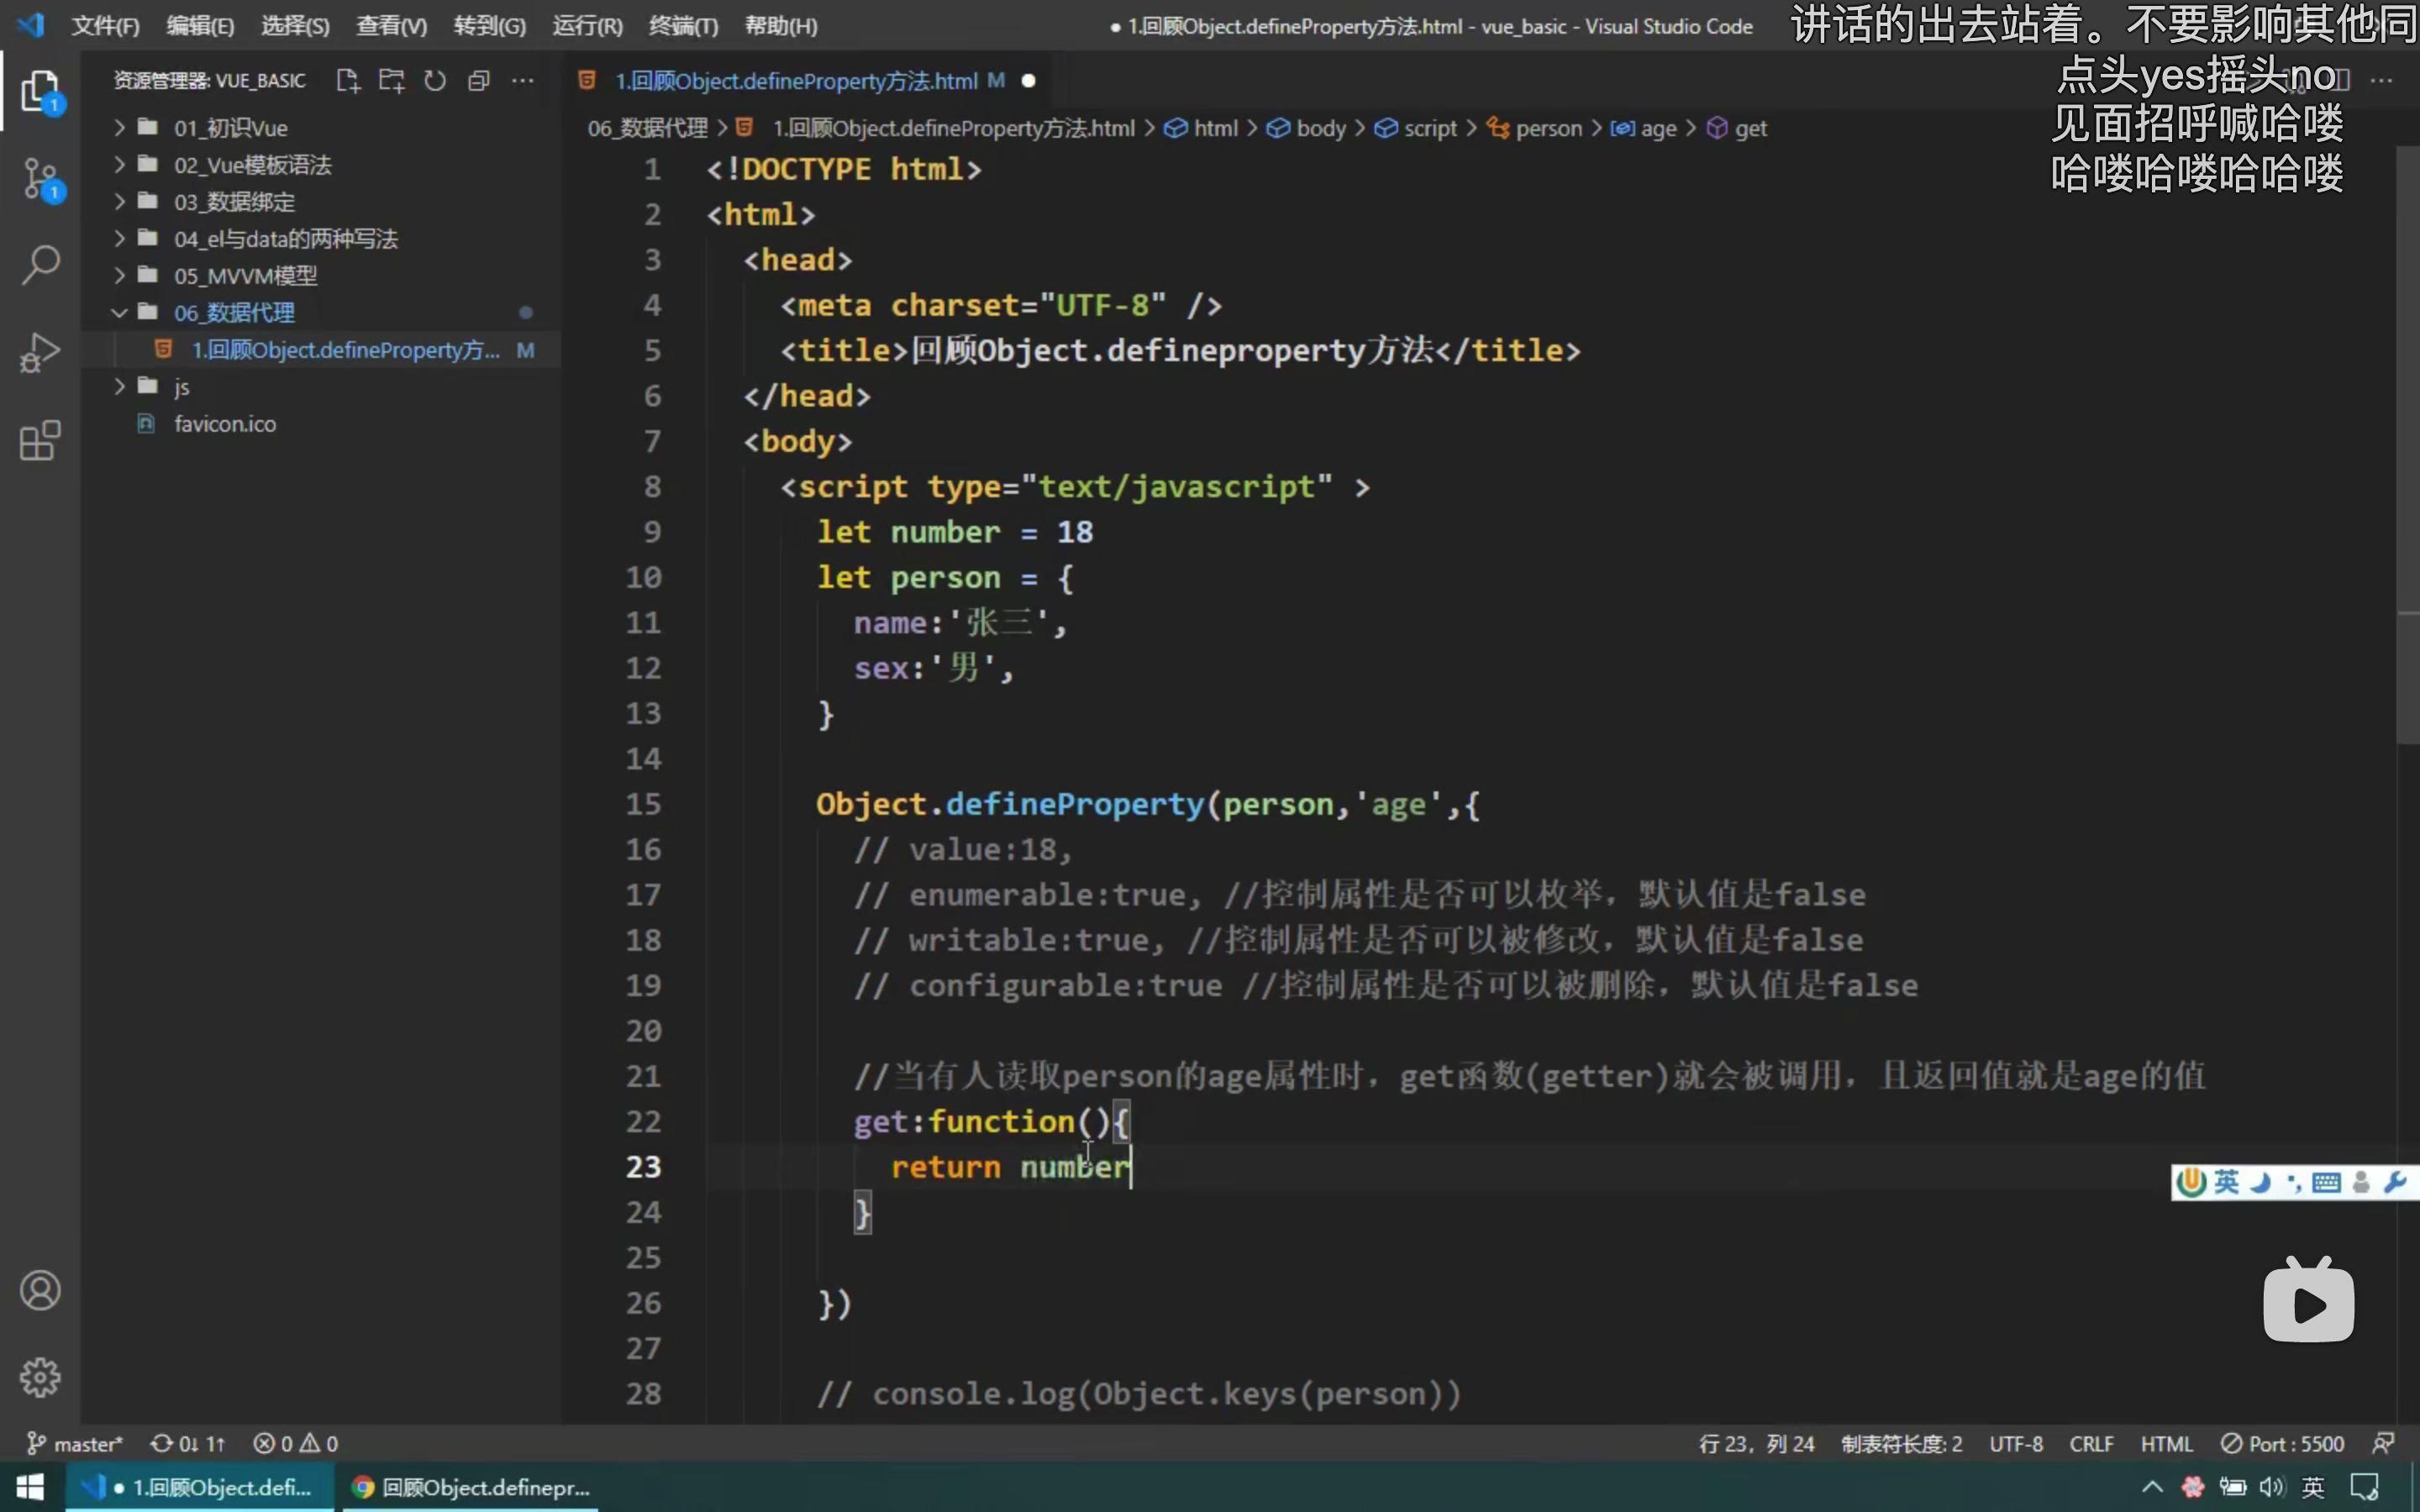 文件(F) 编辑(E) 选择(S) 查看(V) 转到(G) 运行(R) 终端(T) 帮助(H)
● 1.回顾Object.defineProperty方法.html - vue_basic - Visual Studio Code
讲话的出去站着。不要影响其他同
点头yes摇头no
见面招呼喊哈喽
哈喽哈喽哈哈喽
资源管理器: VUE_BASIC
1.回顾Object.defineProperty方法.html M
01_初识Vue
02_Vue模板语法
03_数据绑定
04_el与data的两种写法
05_MVVM模型
06_数据代理
1.回顾Object.defineProperty方... M
js
favicon.ico
1
1
06_数据代理 > 1.回顾Object.defineProperty方法.html > html > body > script > person > age > get
1 <!DOCTYPE html>
2 <html>
3 <head>
4 <meta charset="UTF-8" />
5 <title>回顾Object.defineproperty方法</title>
6 </head>
7 <body>
8 <script type="text/javascript" >
9 let number = 18
10 let person = {
11 name:'张三',
12 sex:'男',
13 }
14
15 Object.defineProperty(person,'age',{
16 // value:18,
17 // enumerable:true, //控制属性是否可以枚举，默认值是false
18 // writable:true, //控制属性是否可以被修改，默认值是false
19 // configurable:true //控制属性是否可以被删除，默认值是false
20
21 //当有人读取person的age属性时，get函数(getter)就会被调用，且返回值就是age的值
22 get:function(){
23 return number
24 }
25
26 })
27
28 // console.log(Object.keys(person))
英
master* 0↓ 1↑ 0 0
行 23，列 24 制表符长度: 2 UTF-8 CRLF HTML Port : 5500
● 1.回顾Object.defi... 回顾Object.definepr...
英